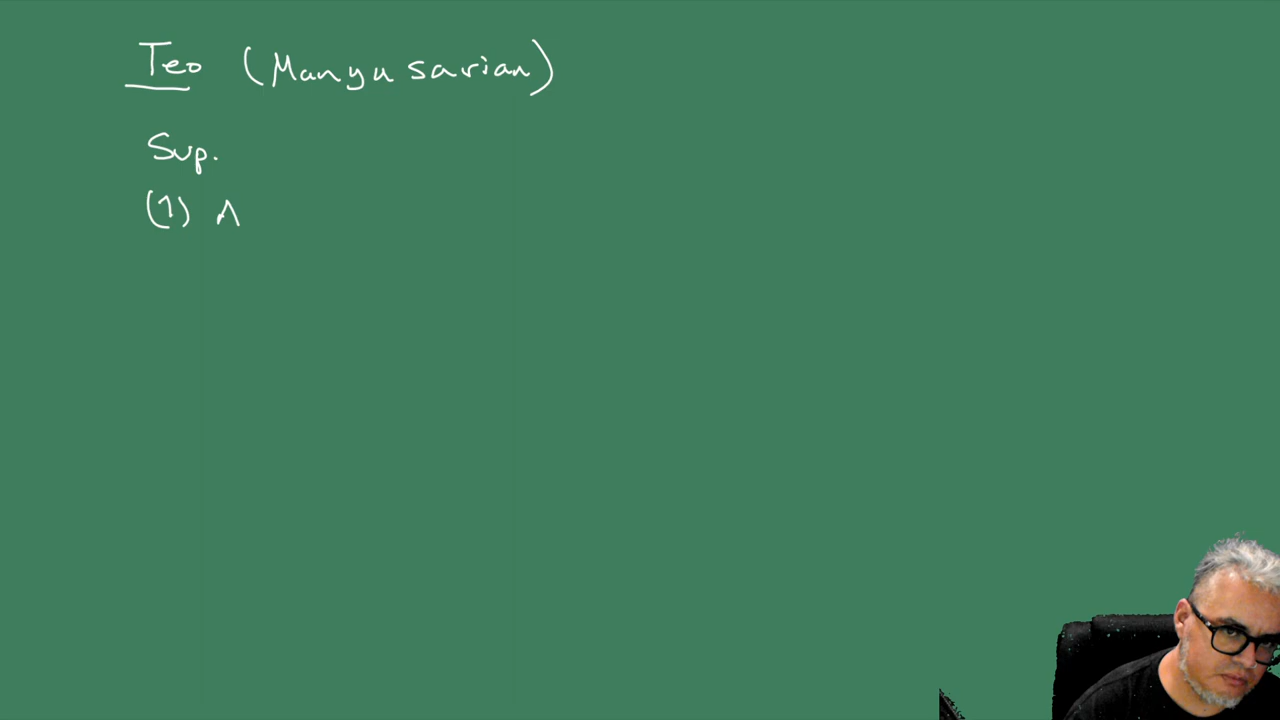 Teo (Manyusarian)
Sup.
(1) Λ